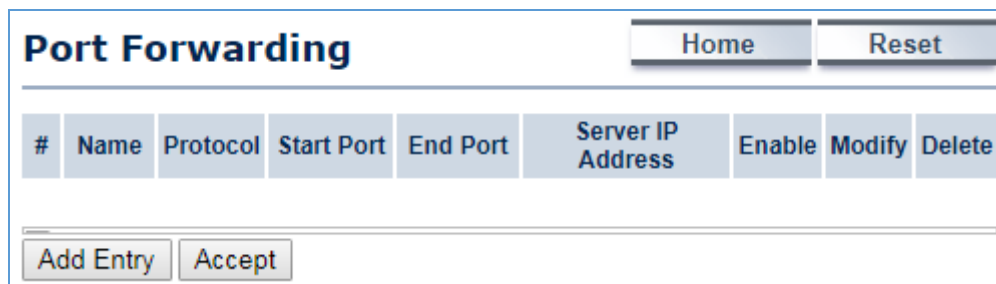 Port Forwarding
Home Reset
# Name Protocol Start Port End Port Server IP Address Enable Modify Delete
Add Entry Accept